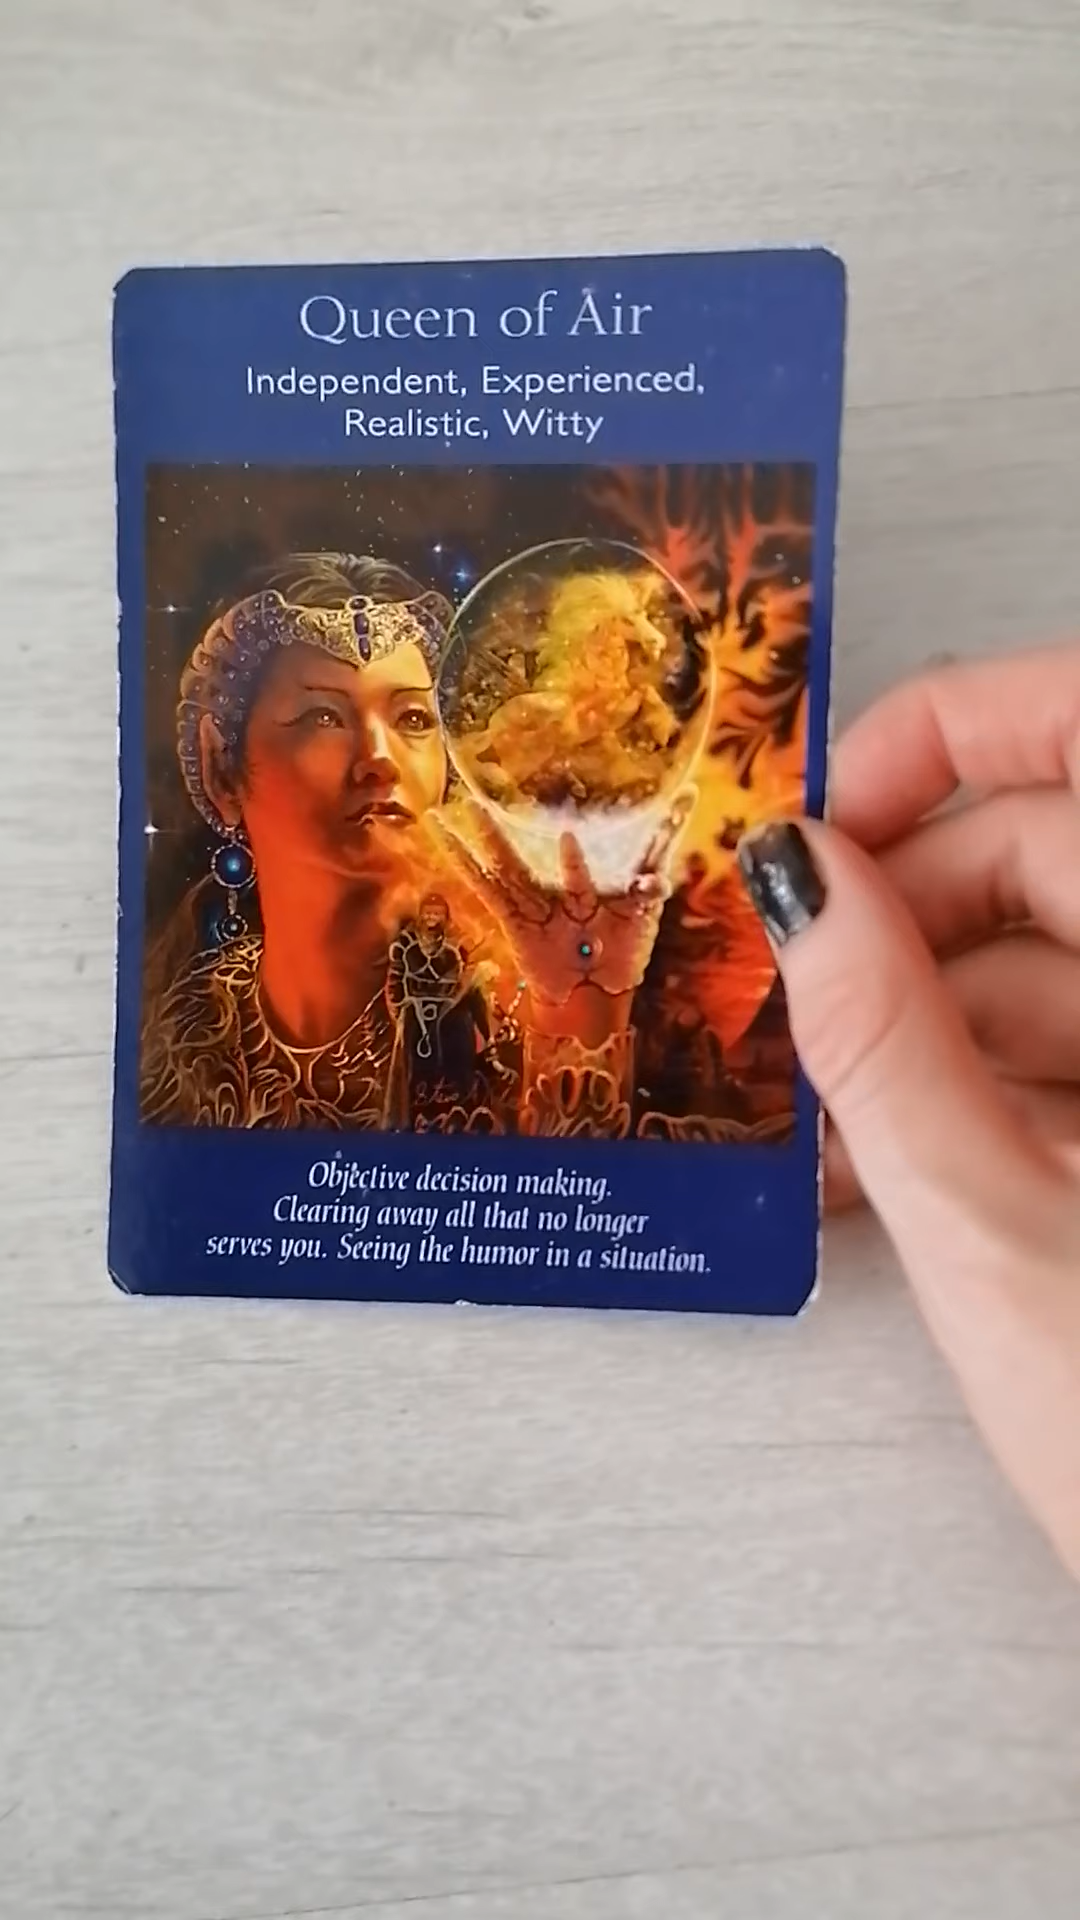 Queen of Air
Independent, Experienced,
Realistic, Witty
Objective decision making.
Clearing away all that no longer
serves you. Seeing the humor in a situation.